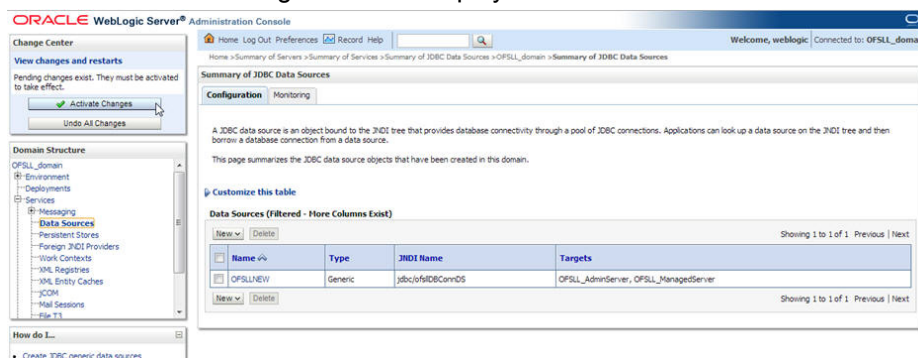 ORACLE WebLogic Server® Administration Console
Change Center
View changes and restarts
Pending changes exist. They must be activated
to take effect.
Activate Changes
Undo All Changes
Domain Structure
OFSLL_domain
Environment
Deployments
Services
Messaging
Data Sources
Persistent Stores
Foreign JNDI Providers
Work Contexts
XML Registries
XML Entity Caches
jCOM
Mail Sessions
File T3
How do I...
Create JDBC generic data sources
Home Log Out Preferences Record Help
Welcome, weblogic Connected to: OFSLL_doma
Home >Summary of Servers >Summary of Services >Summary of JDBC Data Sources >OFSLL_domain >Summary of JDBC Data Sources
Summary of JDBC Data Sources
Configuration Monitoring
A JDBC data source is an object bound to the JNDI tree that provides database connectivity through a pool of JDBC connections. Applications can look up a data source on the JNDI tree and then
borrow a database connection from a data source.
This page summarizes the JDBC data source objects that have been created in this domain.
Customize this table
Data Sources (Filtered - More Columns Exist)
New Delete Showing 1 to 1 of 1 Previous | Next
Name Type JNDI Name Targets
OFSLLNEW Generic jdbc/ofsllDBConnDS OFSLL_AdminServer, OFSLL_ManagedServer
New Delete Showing 1 to 1 of 1 Previous | Next